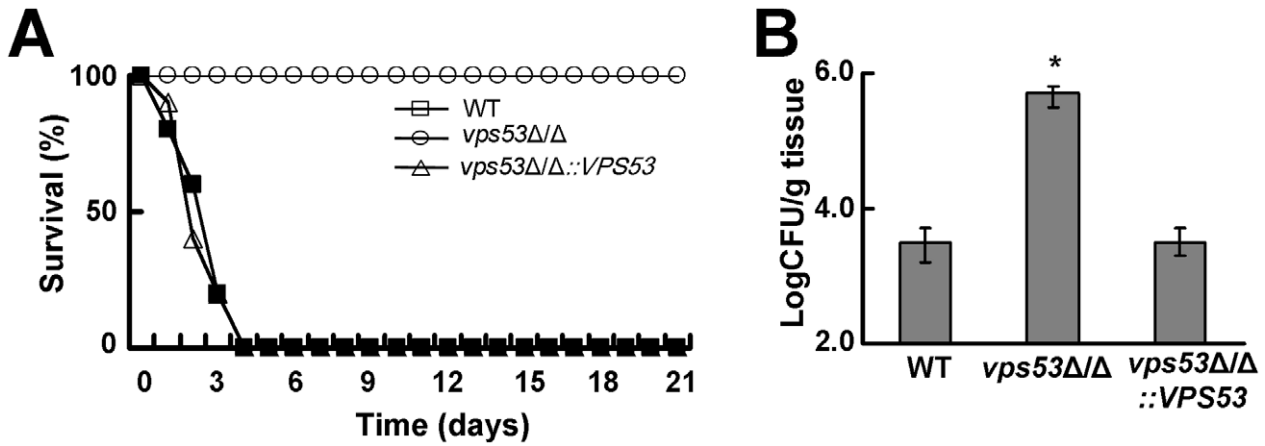 A
Survival (%)
100
50
0
WT
vps53Δ/Δ
vps53Δ/Δ::VPS53
0 3 6 9 12 15 18 21
Time (days)
B
LogCFU/g tissue
6.0
4.0
2.0
*
WT vps53Δ/Δ vps53Δ/Δ
::VPS53